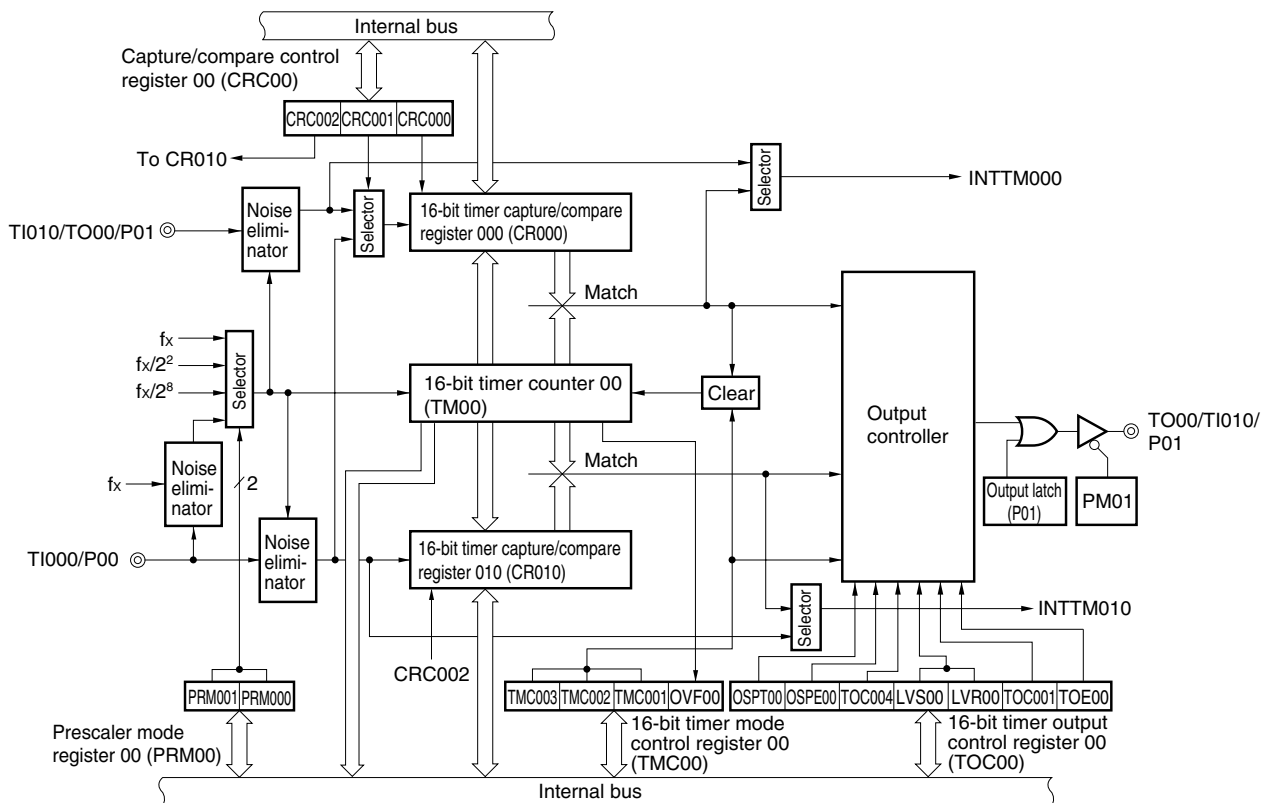 Internal bus
Capture/compare control
register 00 (CRC00)
CRC002 CRC001 CRC000
To CR010
Selector
INTTM000
TI010/TO00/P01
Noise
elimi-
nator
Selector
16-bit timer capture/compare
register 000 (CR000)
Match
fx
fx/2²
fx/2⁸
Selector
16-bit timer counter 00
(TM00)
Clear
Output
controller
TO00/TI010/
P01
Match
fx
Noise
elimi-
nator
2
Output latch
(P01)
PM01
TI000/P00
Noise
elimi-
nator
16-bit timer capture/compare
register 010 (CR010)
Selector
INTTM010
CRC002
PRM001 PRM000
TMC003 TMC002 TMC001 OVF00
OSPT00 OSPE00 TOC004 LVS00 LVR00 TOC001 TOE00
Prescaler mode
register 00 (PRM00)
16-bit timer mode
control register 00
(TMC00)
16-bit timer output
control register 00
(TOC00)
Internal bus